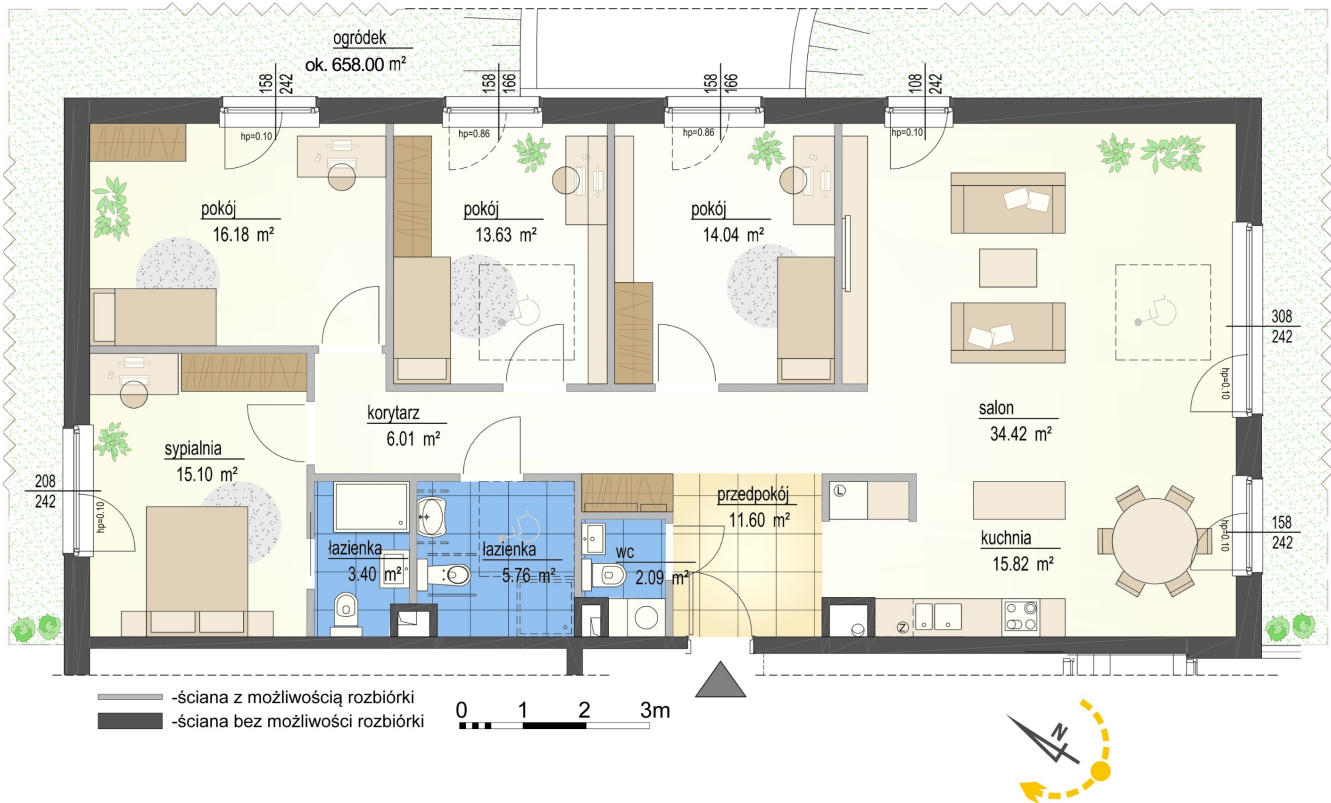 ogródek
ok. 658.00 m²
158
242
158
166
158
166
108
242
hp=0.10
hp=0.86
hp=0.86
hp=0.10
pokój
16.18 m²
pokój
13.63 m²
pokój
14.04 m²
308
242
hp=0.10
korytarz
6.01 m²
salon
34.42 m²
sypialnia
15.10 m²
208
242
hp=0.10
przedpokój
11.60 m²
L
kuchnia
15.82 m²
158
242
hp=0.10
łazienka
3.40 m²
łazienka
5.76 m²
wc
2.09 m²
Z
-ściana z możliwością rozbiórki
-ściana bez możliwości rozbiórki
0 1 2 3m
N